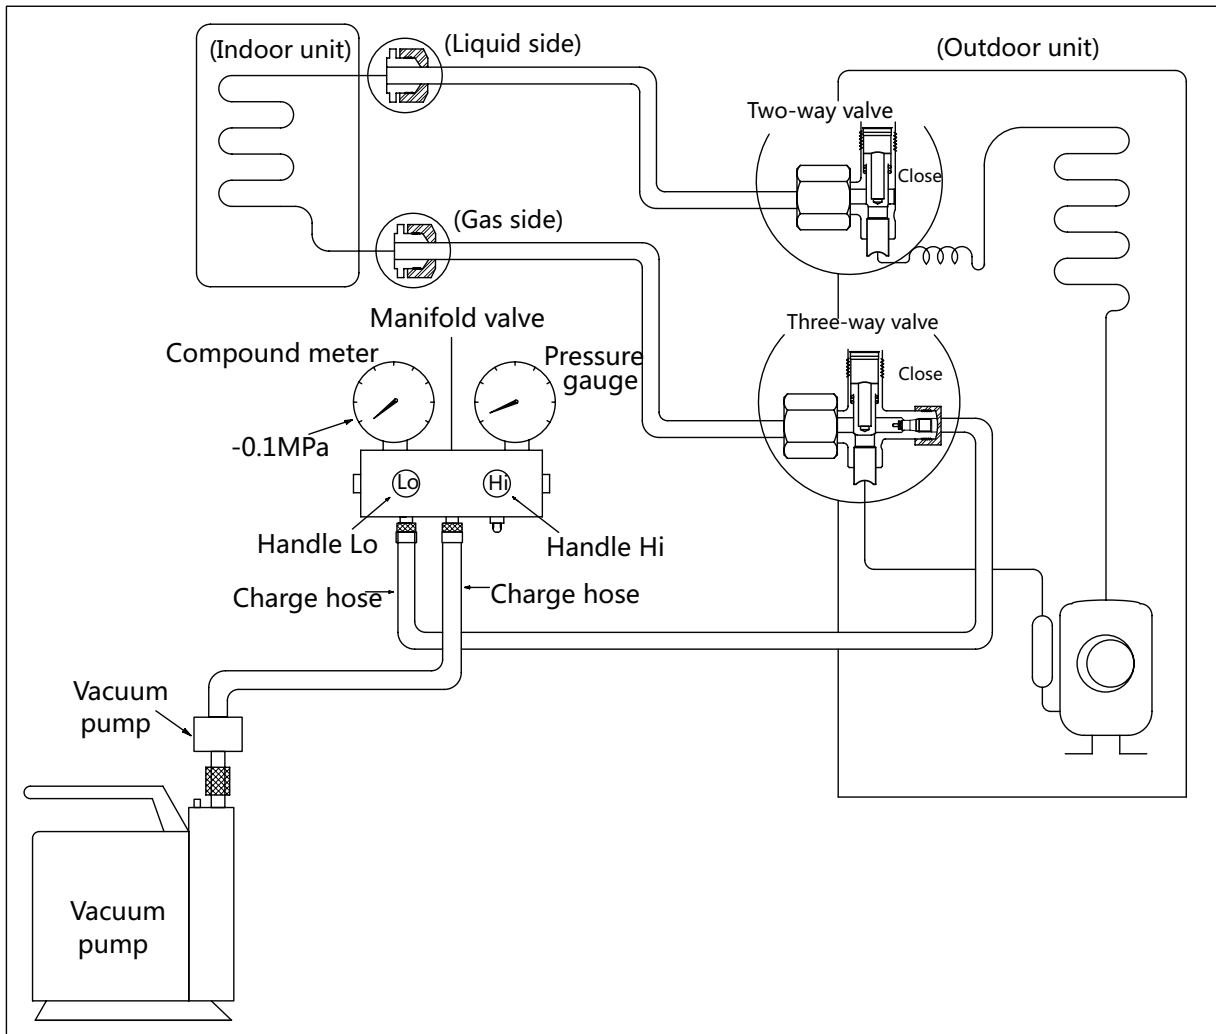 (Indoor unit)
(Liquid side)
(Outdoor unit)
Two-way valve
Close
(Gas side)
Manifold valve
Three-way valve
Compound meter
Pressure
gauge
Close
-0.1MPa
Lo
Hi
Handle Lo
Handle Hi
Charge hose
Charge hose
Vacuum
pump
Vacuum
pump